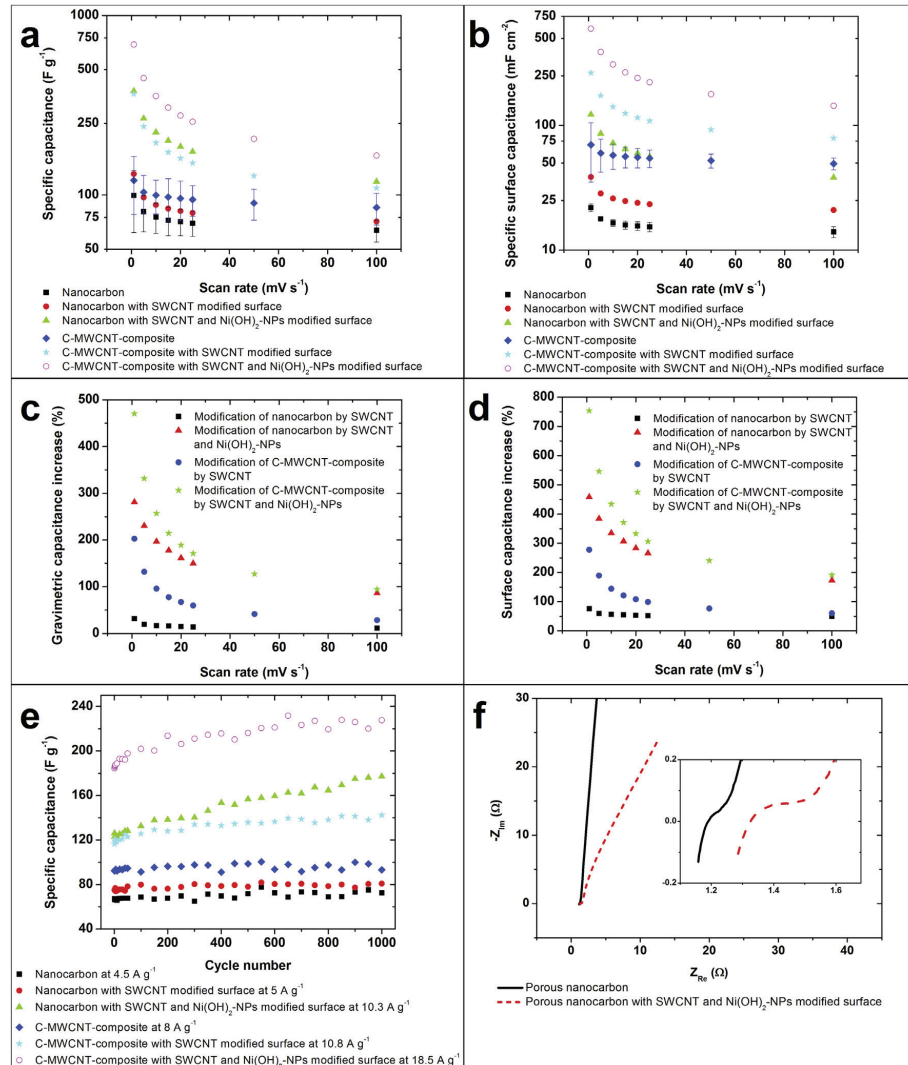 a
Specific capacitance (F g⁻¹)
1000
750
500
250
100
75
50
0 20 40 60 80 100
Scan rate (mV s⁻¹)
Nanocarbon
Nanocarbon with SWCNT modified surface
Nanocarbon with SWCNT and Ni(OH)₂-NPs modified surface
C-MWCNT-composite
C-MWCNT-composite with SWCNT modified surface
C-MWCNT-composite with SWCNT and Ni(OH)₂-NPs modified surface
b
Specific surface capacitance (mF cm⁻²)
750
500
250
100
75
50
25
10
0 20 40 60 80 100
Scan rate (mV s⁻¹)
Nanocarbon
Nanocarbon with SWCNT modified surface
Nanocarbon with SWCNT and Ni(OH)₂-NPs modified surface
C-MWCNT-composite
C-MWCNT-composite with SWCNT modified surface
C-MWCNT-composite with SWCNT and Ni(OH)₂-NPs modified surface
c
Gravimetric capacitance increase (%)
500
400
300
200
100
0
Modification of nanocarbon by SWCNT
Modification of nanocarbon by SWCNT
and Ni(OH)₂-NPs
Modification of C-MWCNT-composite
by SWCNT
Modification of C-MWCNT-composite
by SWCNT and Ni(OH)₂-NPs
0 20 40 60 80 100
Scan rate (mV s⁻¹)
d
Surface capacitance increase (%)
800
700
600
500
400
300
200
100
0
Modification of nanocarbon by SWCNT
Modification of nanocarbon by SWCNT
and Ni(OH)₂-NPs
Modification of C-MWCNT-composite
by SWCNT
Modification of C-MWCNT-composite
by SWCNT and Ni(OH)₂-NPs
0 20 40 60 80 100
Scan rate (mV s⁻¹)
e
Specific capacitance (F g⁻¹)
240
200
160
120
80
40
0 200 400 600 800 1000
Cycle number
Nanocarbon at 4.5 A g⁻¹
Nanocarbon with SWCNT modified surface at 5 A g⁻¹
Nanocarbon with SWCNT and Ni(OH)₂-NPs modified surface at 10.3 A g⁻¹
C-MWCNT-composite at 8 A g⁻¹
C-MWCNT-composite with SWCNT modified surface at 10.8 A g⁻¹
C-MWCNT-composite with SWCNT and Ni(OH)₂-NPs modified surface at 18.5 A g⁻¹
f
-Z_Im (Ω)
30
20
10
0
0.2
0.0
-0.2
1.2 1.4 1.6
0 10 20 30 40
Z_Re (Ω)
Porous nanocarbon
Porous nanocarbon with SWCNT and Ni(OH)₂-NPs modified surface